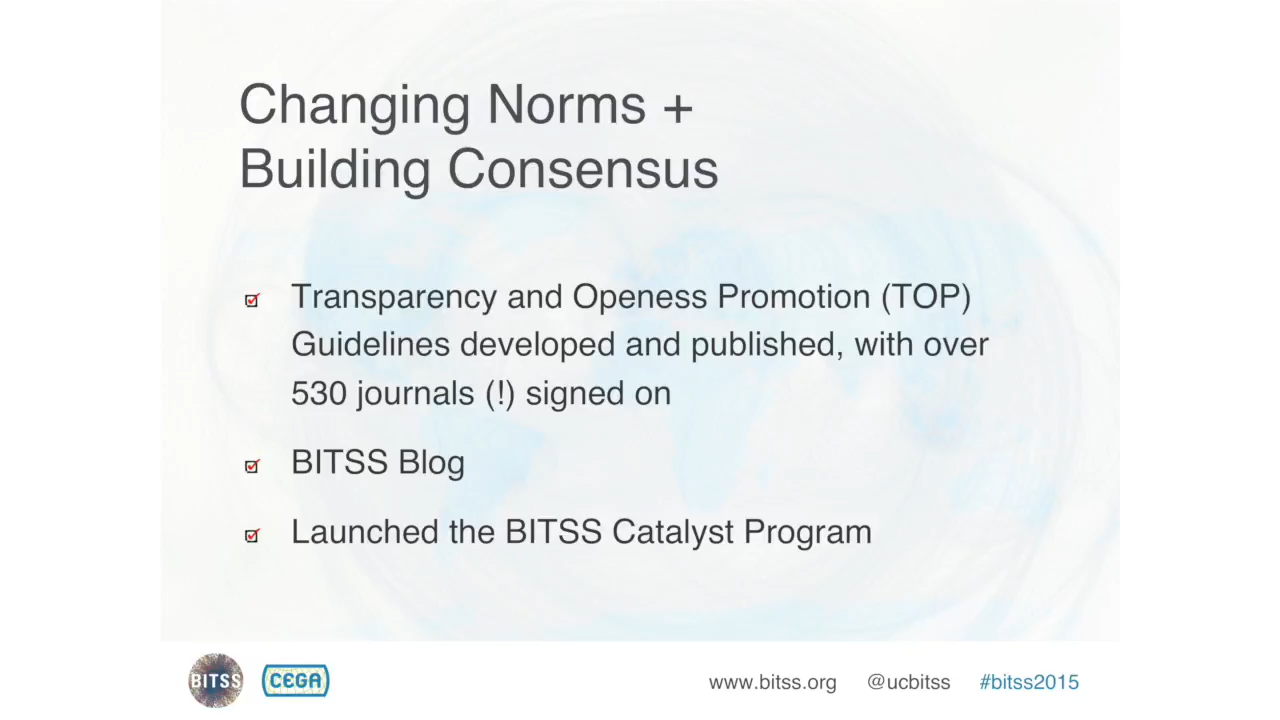 Changing Norms +
Building Consensus
Transparency and Openess Promotion (TOP)
Guidelines developed and published, with over
530 journals (!) signed on
BITSS Blog
Launched the BITSS Catalyst Program
BITSS
CEGA
www.bitss.org @ucbitss #bitss2015